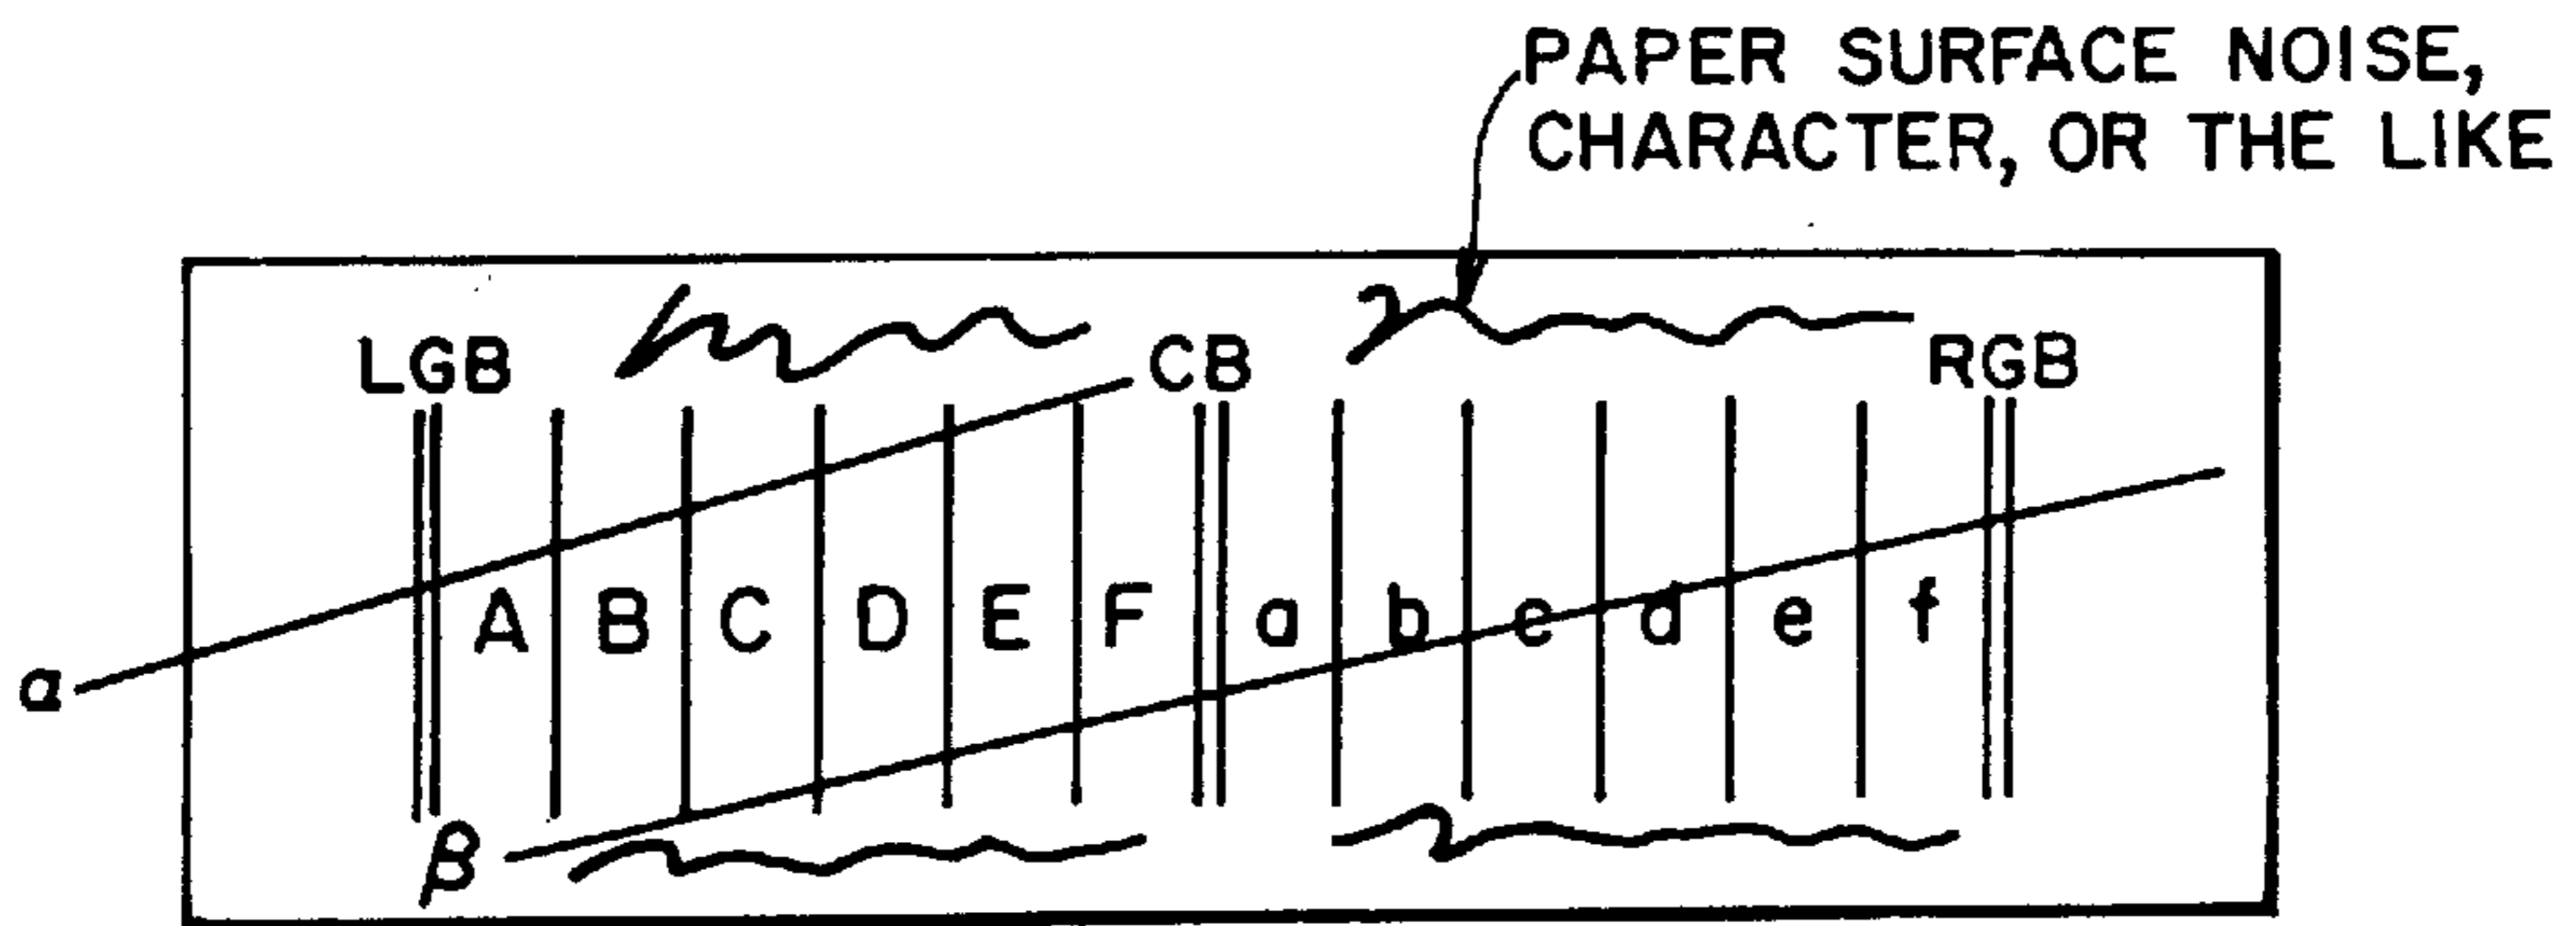 PAPER SURFACE NOISE,
CHARACTER, OR THE LIKE
LGB CB RGB
A B C D E F a b c d e f
α
β